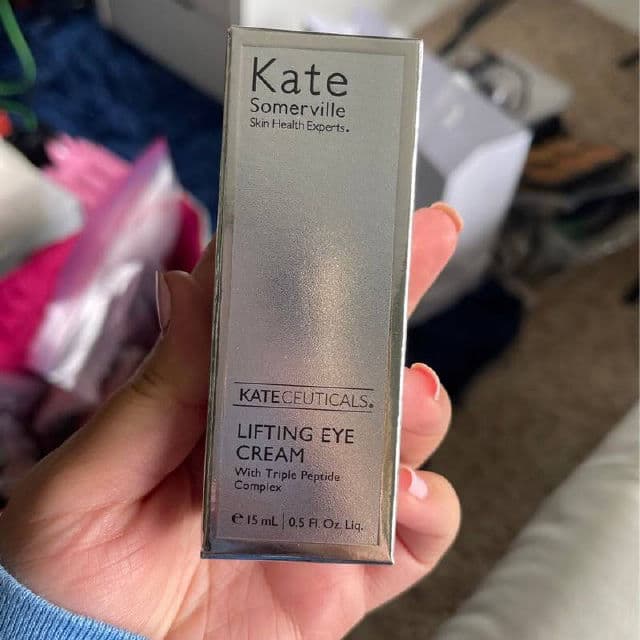 Kate
Somerville
Skin Health Experts.
KATECEUTICALS®
LIFTING EYE
CREAM
With Triple Peptide
Complex
℮ 15 mL | 0.5 Fl. Oz. Liq.